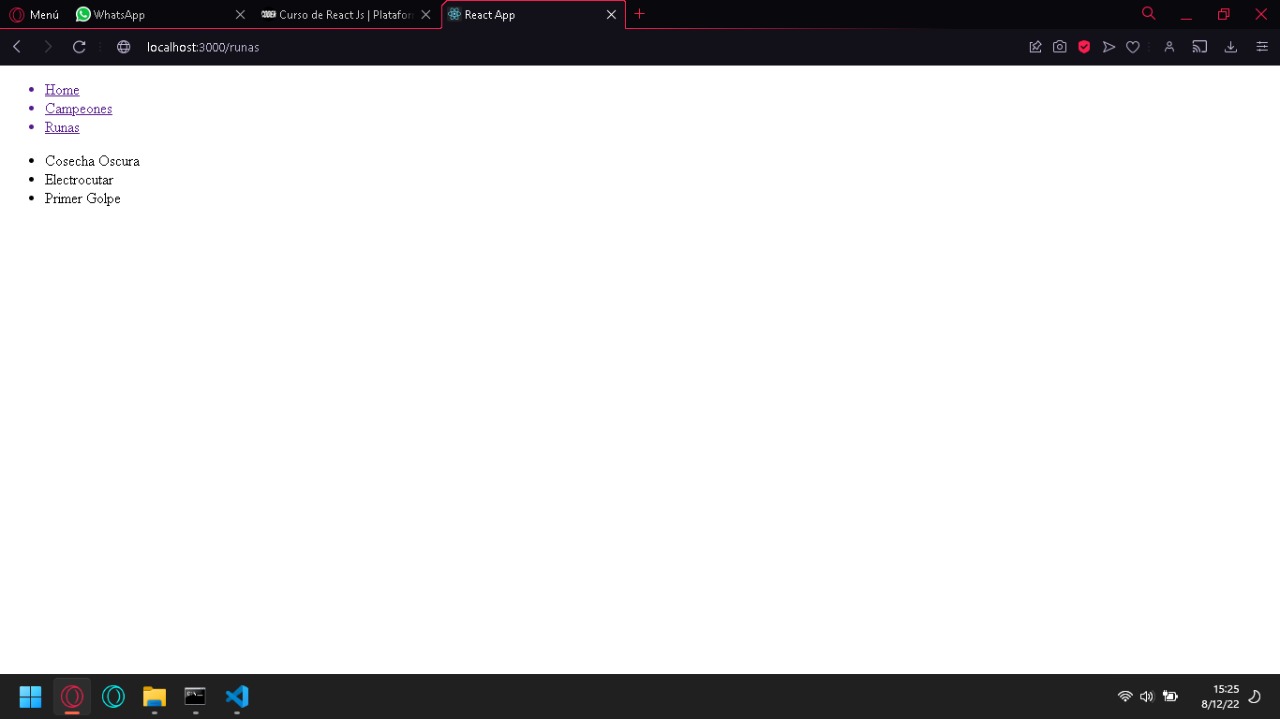 Menú WhatsApp Curso de React Js | Platafor React App
localhost:3000/runas
Home
Campeones
Runas
Cosecha Oscura
Electrocutar
Primer Golpe
15:25
8/12/22